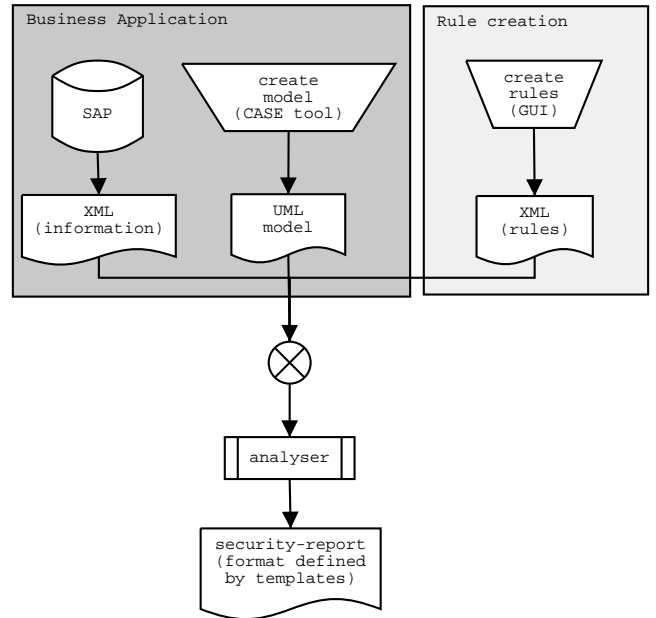 Business Application
Rule creation
SAP
create
model
(CASE tool)
create
rules
(GUI)
XML
(information)
UML
model
XML
(rules)
analyser
security-report
(format defined
by templates)